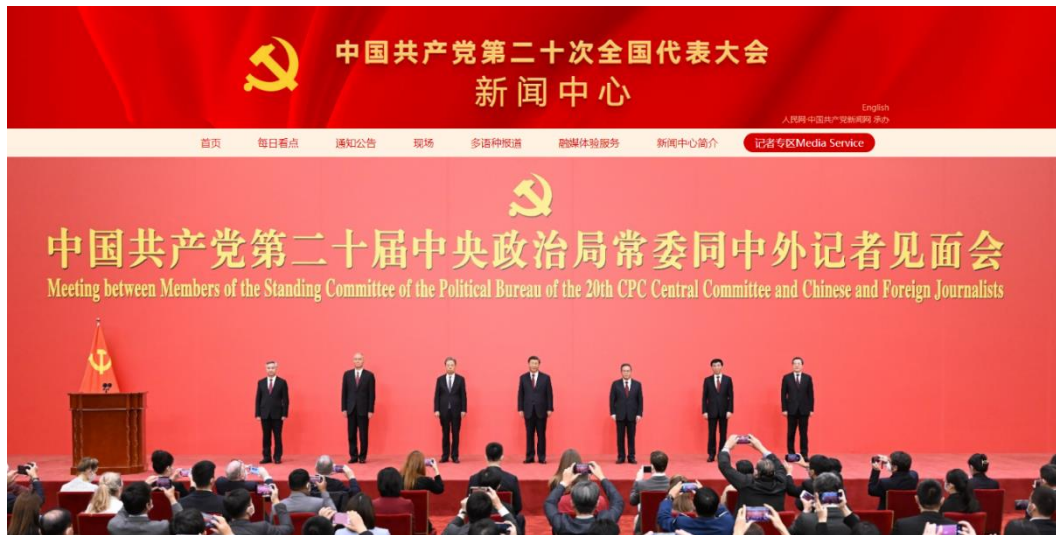 中国共产党第二十次全国代表大会
新闻中心
English
人民网·中国共产党新闻网 承办
首页 每日看点 通知公告 现场 多语种报道 融媒体验服务 新闻中心简介 记者专区Media Service
中国共产党第二十届中央政治局常委同中外记者见面会
Meeting between Members of the Standing Committee of the Political Bureau of the 20th CPC Central Committee and Chinese and Foreign Journalists